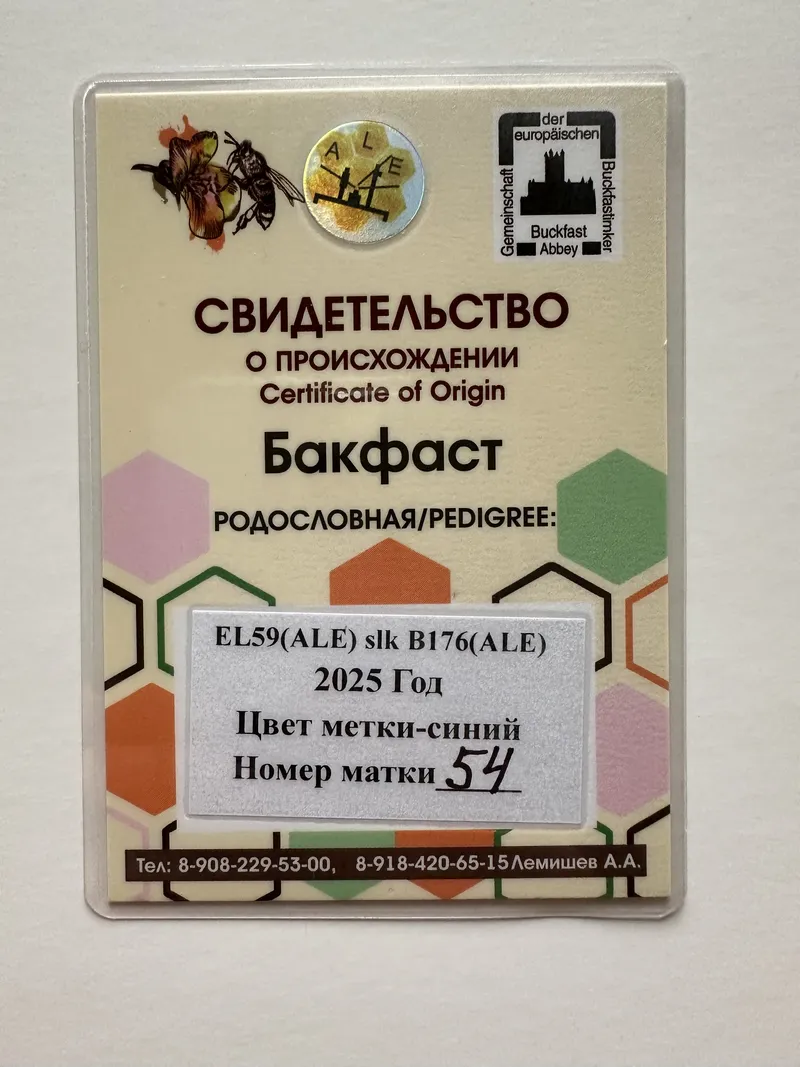 A L E
der
europäischen
Gemeinschaft
Buckfastimker
Buckfast
Abbey
СВИДЕТЕЛЬСТВО
О ПРОИСХОЖДЕНИИ
Certificate of Origin
Бакфаст
РОДОСЛОВНАЯ/PEDIGREE:
EL59(ALE) slk B176(ALE)
2025 Год
Цвет метки-синий
Номер матки 54
Тел: 8-908-229-53-00, 8-918-420-65-15 Лемишев А.А.